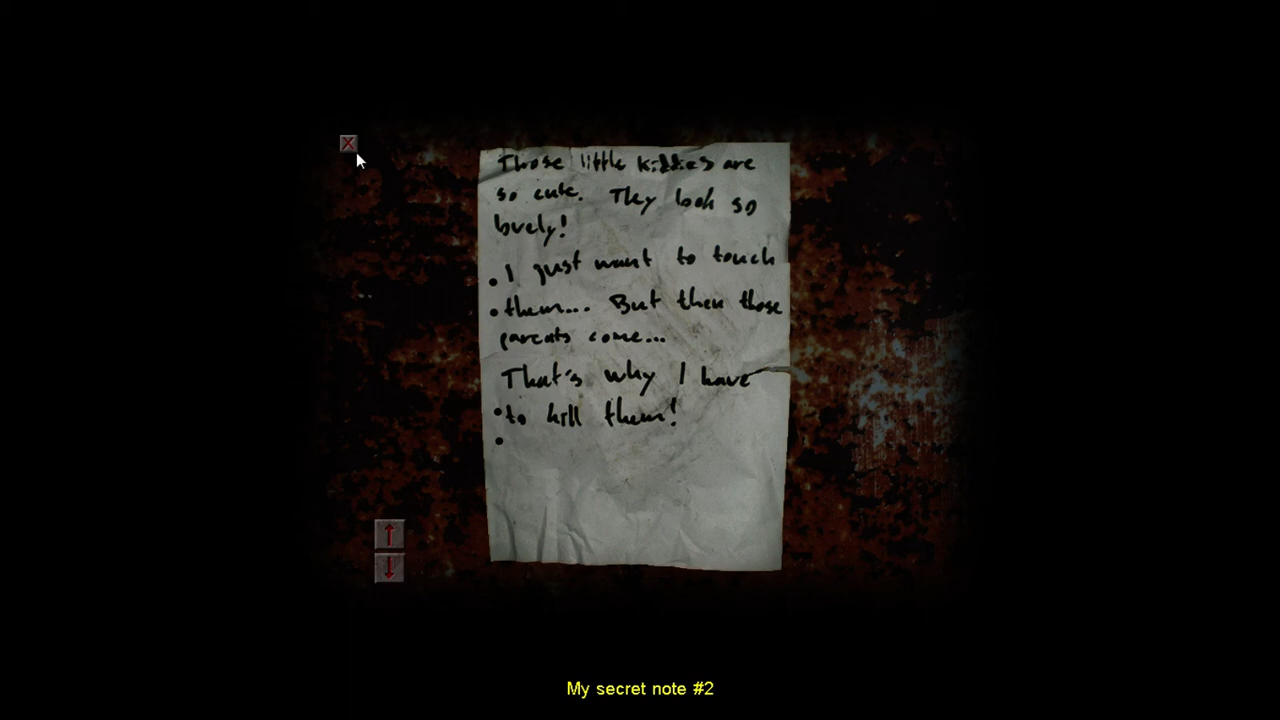 Those little kiddies are
so cute. They look so
lovely!
I just want to touch
them... But then those
parents come...
That's why I have
to kill them!
My secret note #2